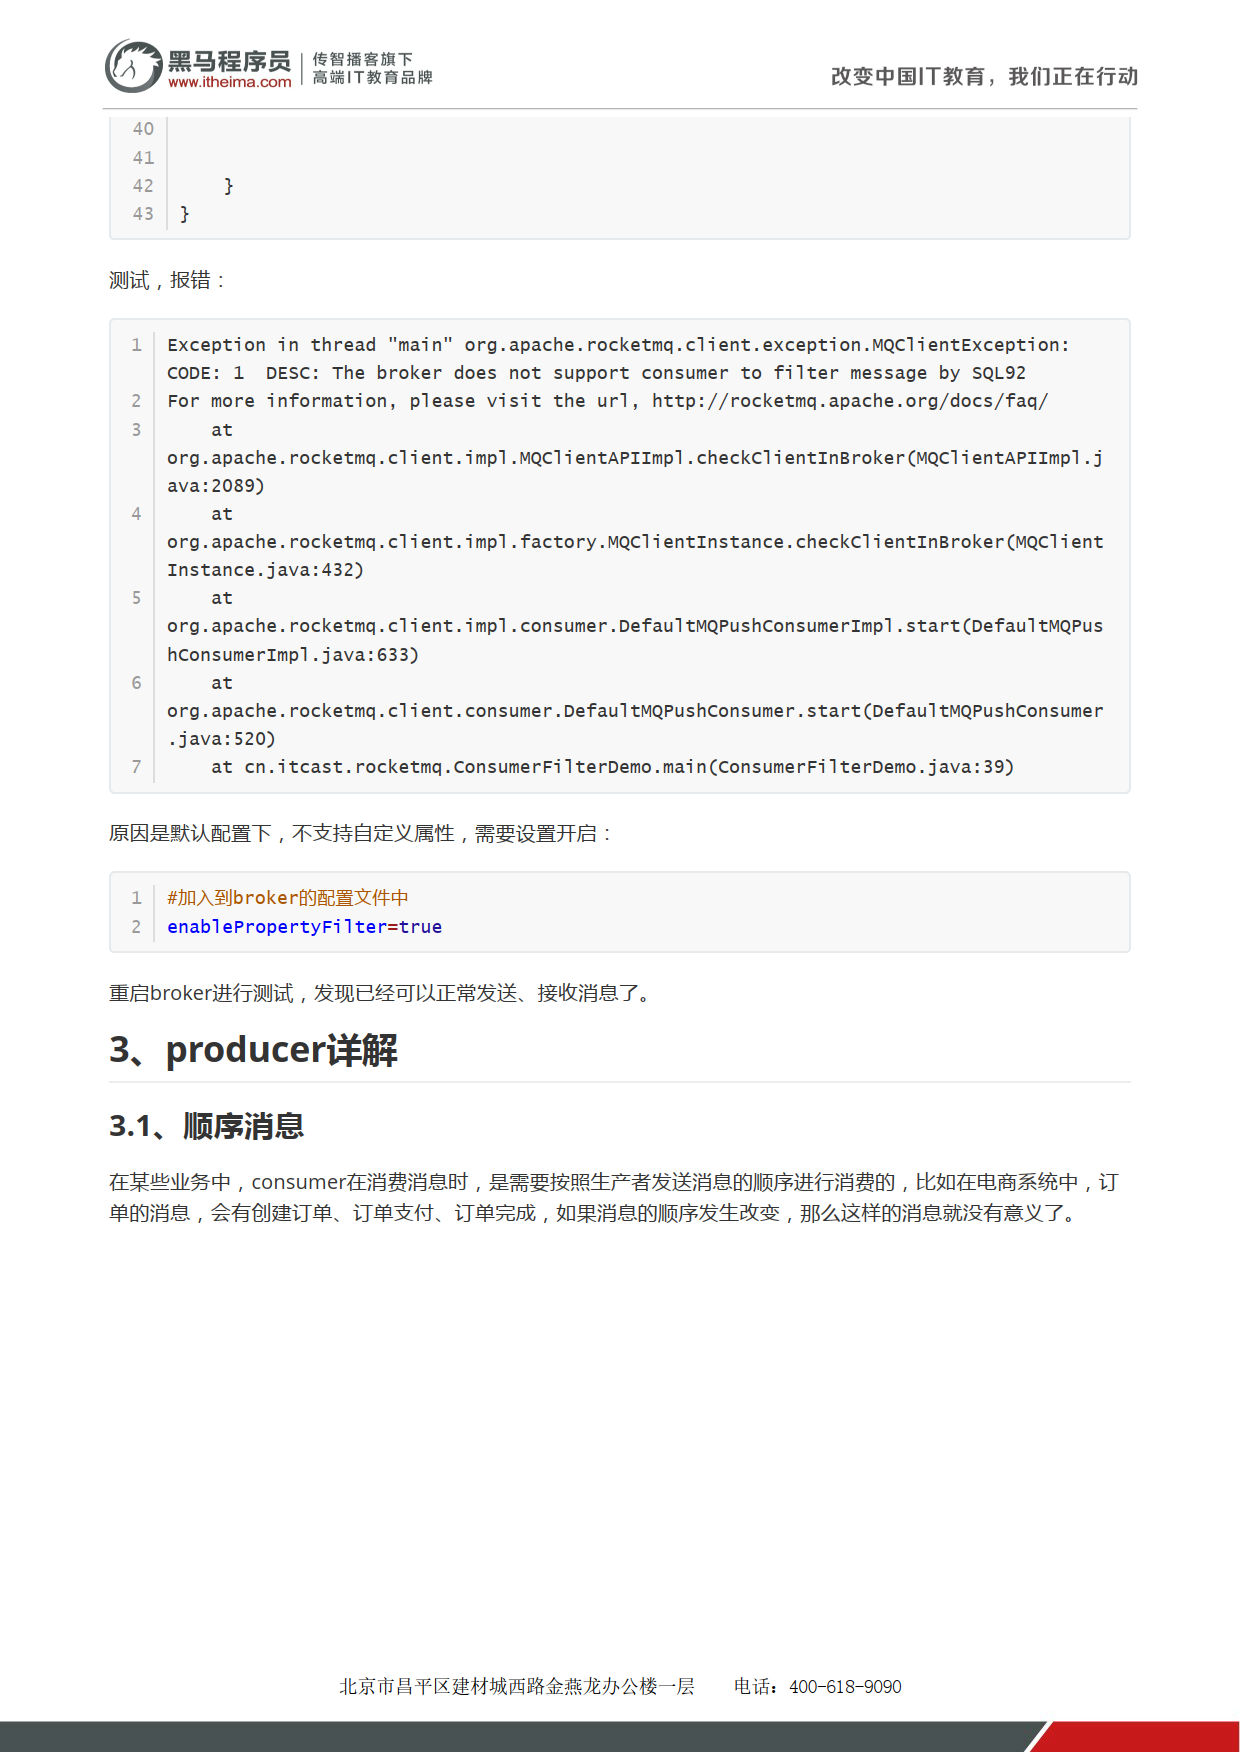 黑马程序员
www.itheima.com
传智播客旗下
高端IT教育品牌
改变中国IT教育，我们正在行动
40
41
42     }
43 }
测试，报错：
1 Exception in thread "main" org.apache.rocketmq.client.exception.MQClientException:
CODE: 1  DESC: The broker does not support consumer to filter message by SQL92
2 For more information, please visit the url, http://rocketmq.apache.org/docs/faq/
3     at
org.apache.rocketmq.client.impl.MQClientAPIImpl.checkClientInBroker(MQClientAPIImpl.j
ava:2089)
4     at
org.apache.rocketmq.client.impl.factory.MQClientInstance.checkClientInBroker(MQClient
Instance.java:432)
5     at
org.apache.rocketmq.client.impl.consumer.DefaultMQPushConsumerImpl.start(DefaultMQPus
hConsumerImpl.java:633)
6     at
org.apache.rocketmq.client.consumer.DefaultMQPushConsumer.start(DefaultMQPushConsumer
.java:520)
7     at cn.itcast.rocketmq.ConsumerFilterDemo.main(ConsumerFilterDemo.java:39)
原因是默认配置下，不支持自定义属性，需要设置开启：
1 #加入到broker的配置文件中
2 enablePropertyFilter=true
重启broker进行测试，发现已经可以正常发送、接收消息了。
3、producer详解
3.1、顺序消息
在某些业务中，consumer在消费消息时，是需要按照生产者发送消息的顺序进行消费的，比如在电商系统中，订
单的消息，会有创建订单、订单支付、订单完成，如果消息的顺序发生改变，那么这样的消息就没有意义了。
北京市昌平区建材城西路金燕龙办公楼一层    电话：400-618-9090